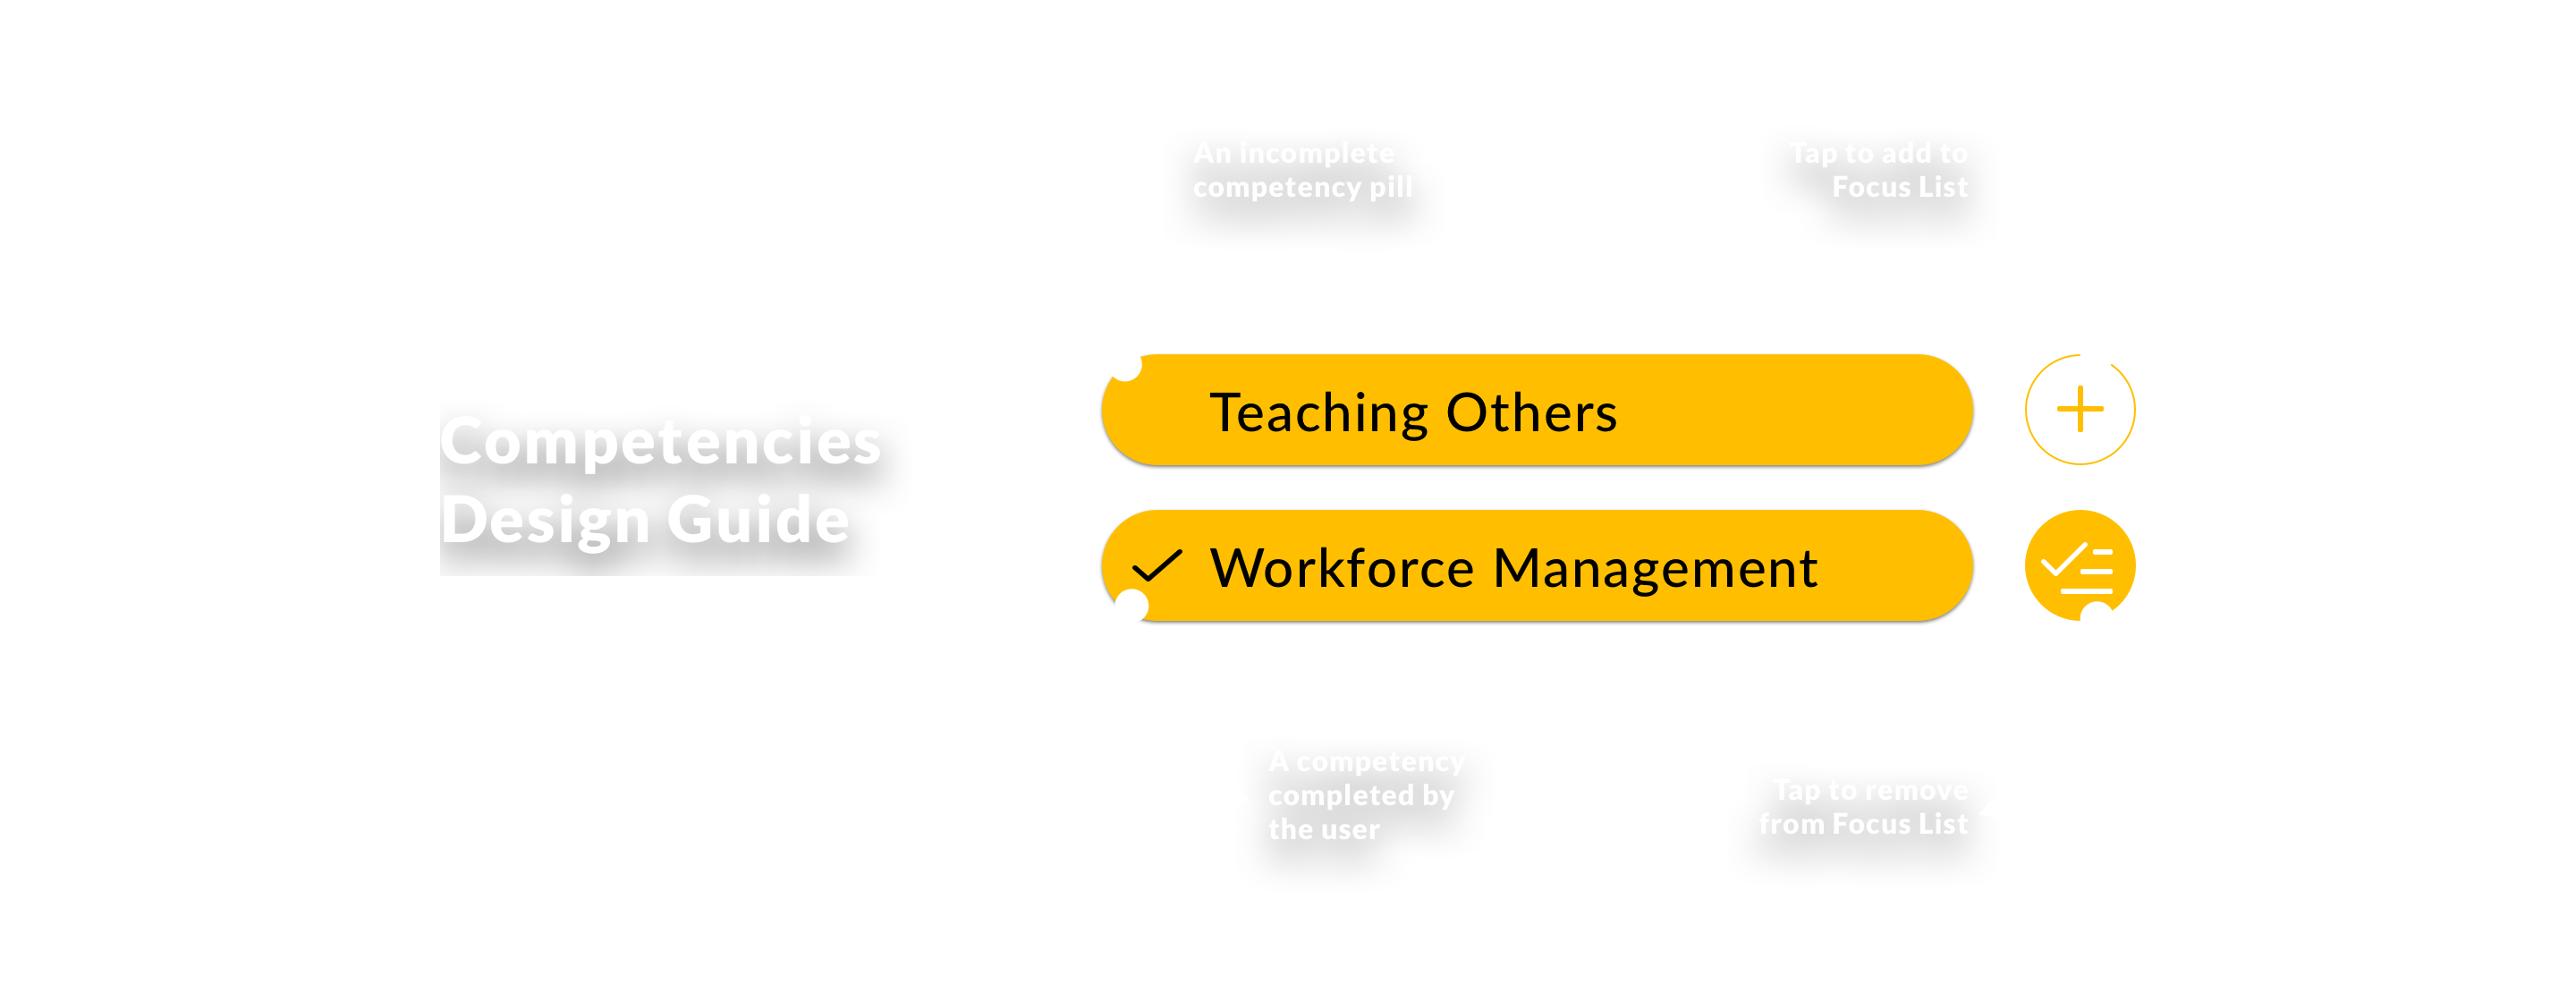 Competencies
Design Guide
An incomplete
competency pill
Tap to add to
Focus List
Teaching Others
Workforce Management
A competency
completed by
the user
Tap to remove
from Focus List